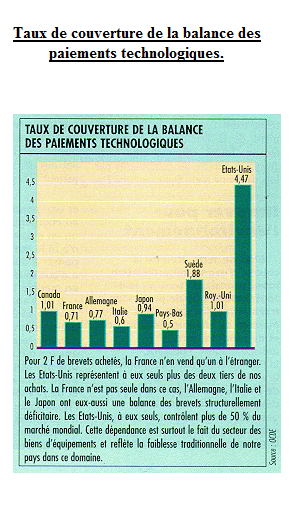 Taux de couverture de la balance des
paiements technologiques.
TAUX DE COUVERTURE DE LA BALANCE
DES PAIEMENTS TECHNOLOGIQUES
4,5
4
3,5
3
2,5
2
1,5
1
0,5
0
Canada
1,01
France
0,71
Allemagne
0,77
Italie
0,6
Japon
0,94
Pays-Bas
0,5
Suède
1,88
Roy.-Uni
1,01
Etats-Unis
4,47
Pour 2 F de brevets achetés, la France n'en vend qu'un à l'étranger.
Les Etats-Unis représentent à eux seuls plus des deux tiers de nos
achats. La France n'est pas seule dans ce cas, l'Allemagne, l'Italie et
le Japon ont eux-aussi une balance des brevets structurellement
déficitaire. Les Etats-Unis, à eux seuls, contrôlent plus de 50 % du
marché mondial. Cette dépendance est surtout le fait du secteur des
biens d'équipements et reflète la faiblesse traditionnelle de notre
pays dans ce domaine.
Source : OCDE